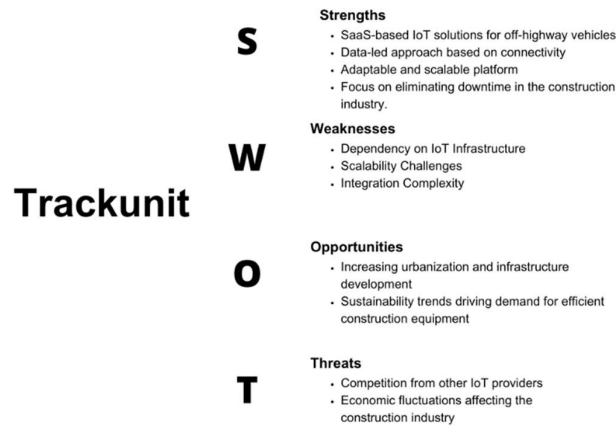 Trackunit
S
Strengths
• SaaS-based IoT solutions for off-highway vehicles
• Data-led approach based on connectivity
• Adaptable and scalable platform
• Focus on eliminating downtime in the construction
industry.
W
Weaknesses
• Dependency on IoT Infrastructure
• Scalability Challenges
• Integration Complexity
O
Opportunities
• Increasing urbanization and infrastructure
development
• Sustainability trends driving demand for efficient
construction equipment
T
Threats
• Competition from other IoT providers
• Economic fluctuations affecting the
construction industry